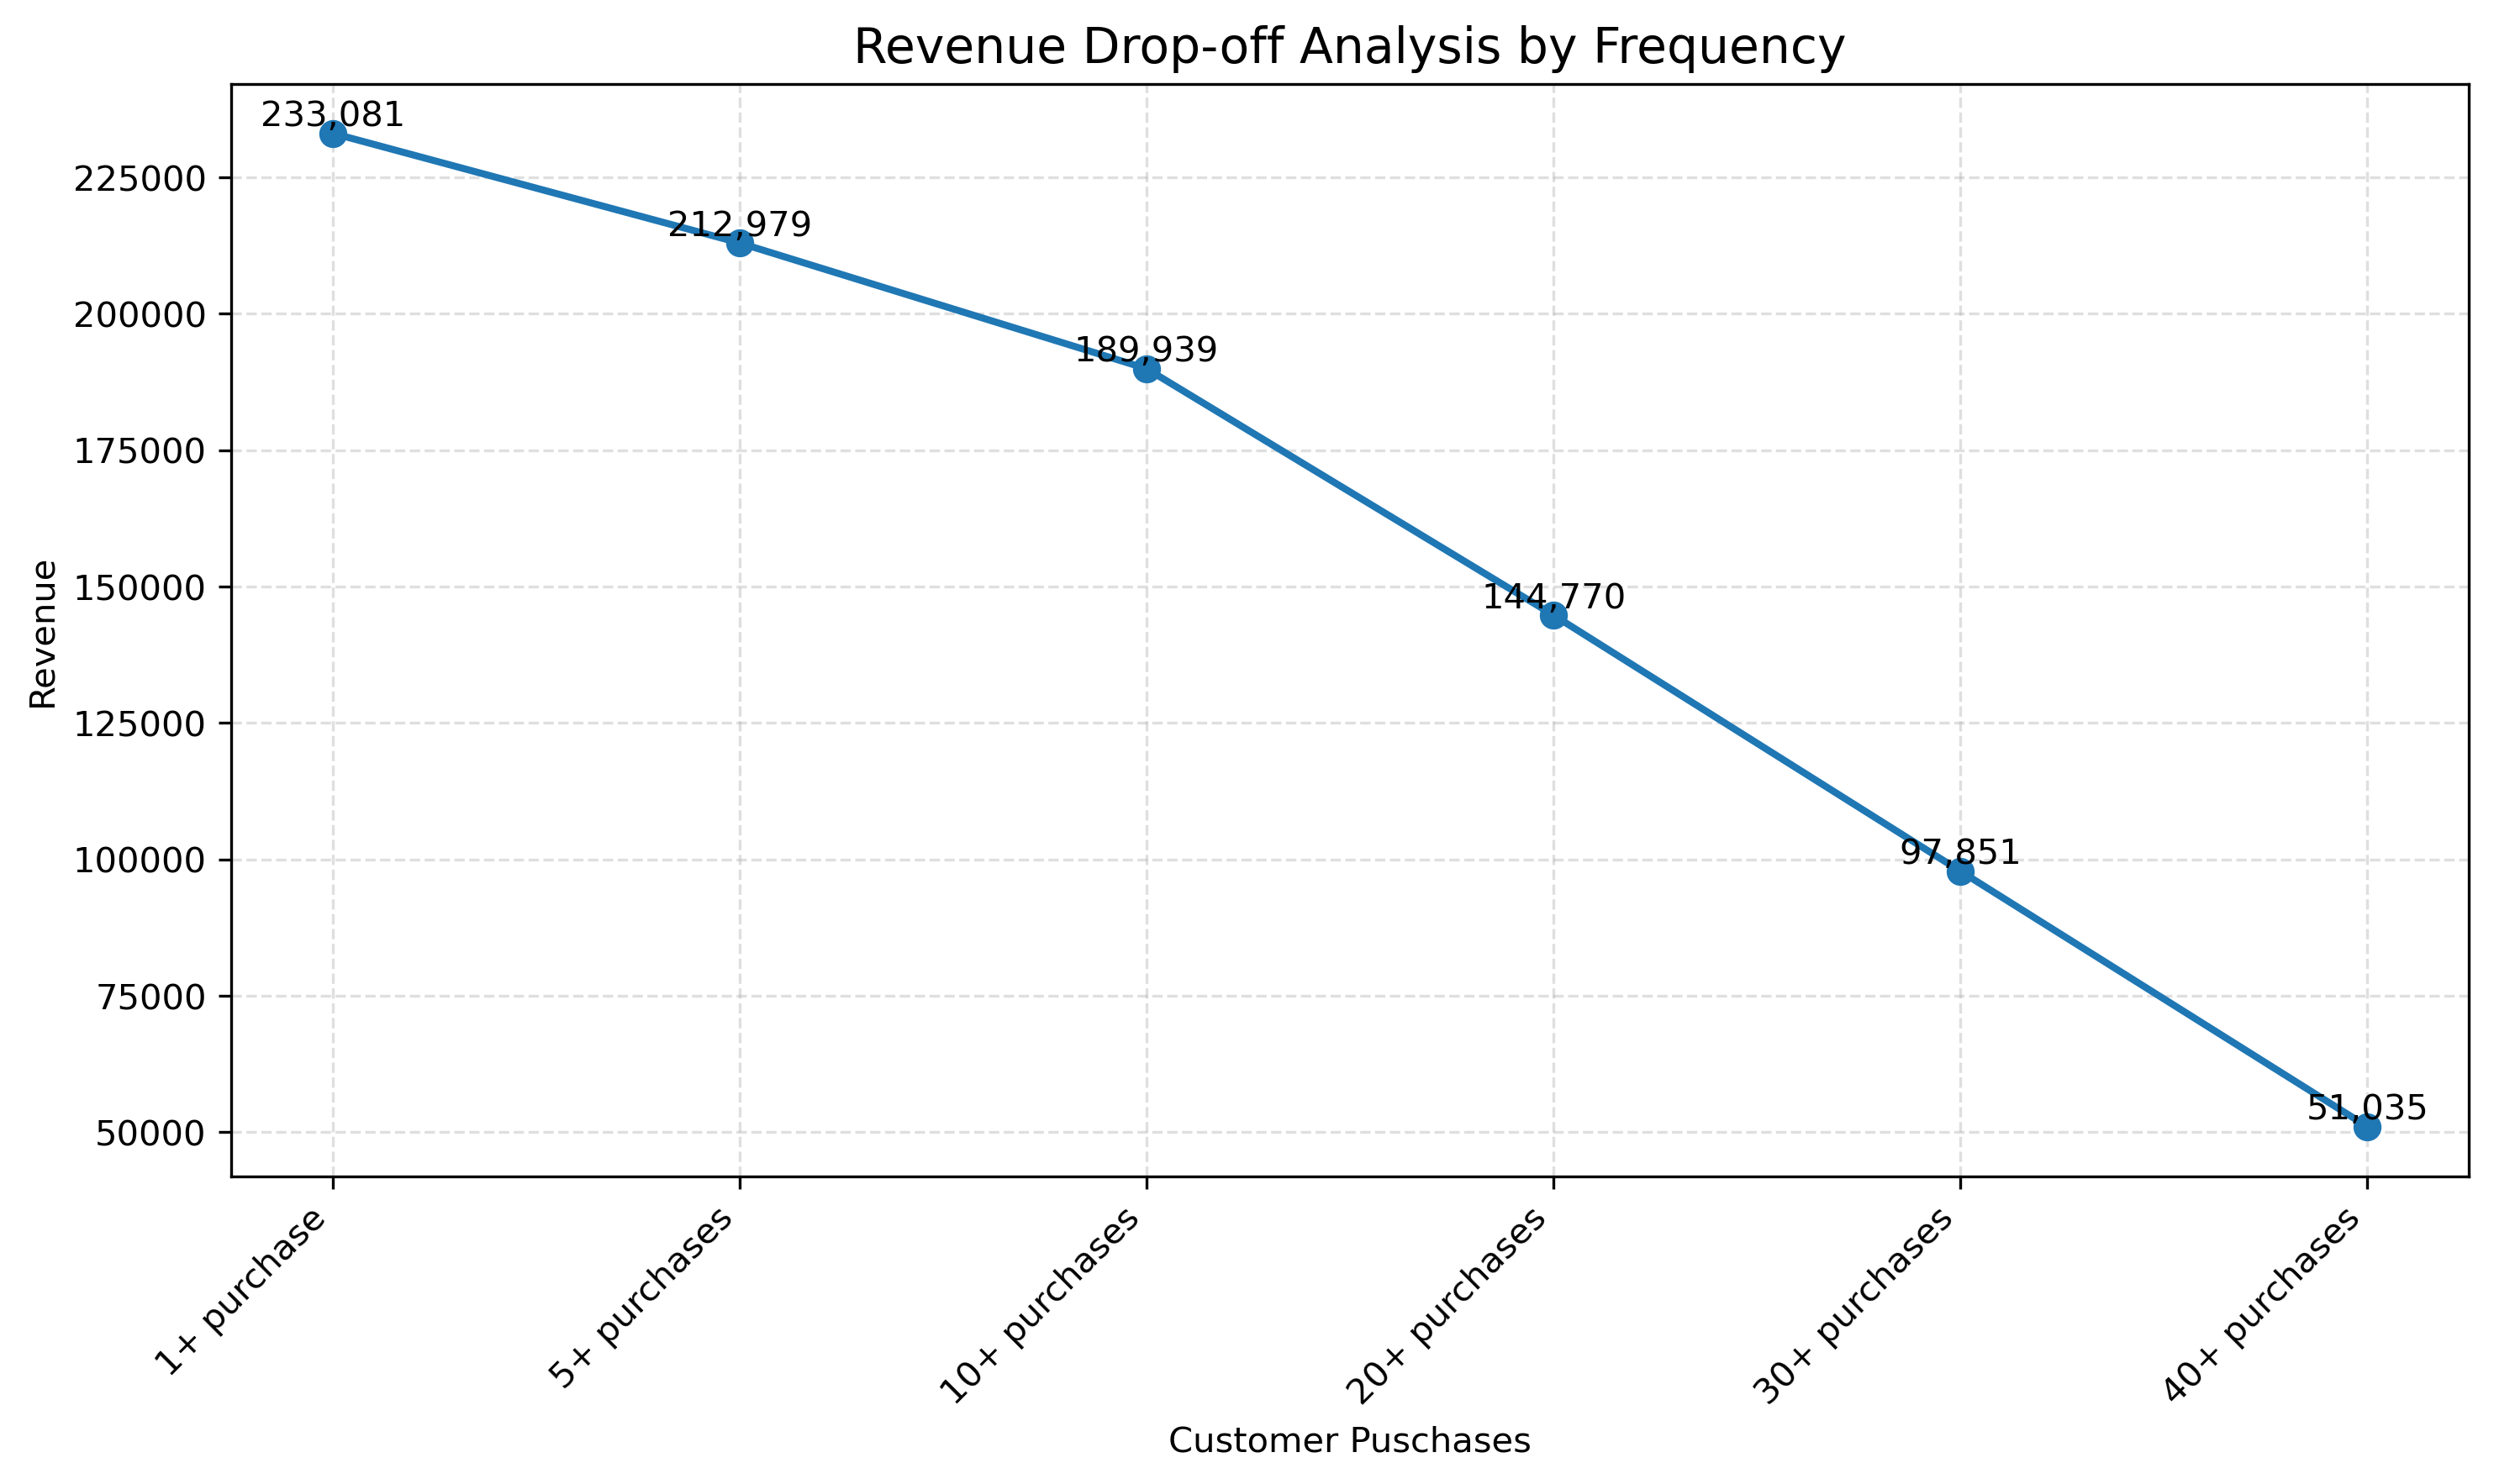 Revenue Drop-off Analysis by Frequency
Revenue
225000
200000
175000
150000
125000
100000
75000
50000
233,081
212,979
189,939
144,770
97,851
51,035
1+ purchase
5+ purchases
10+ purchases
20+ purchases
30+ purchases
40+ purchases
Customer Puschases